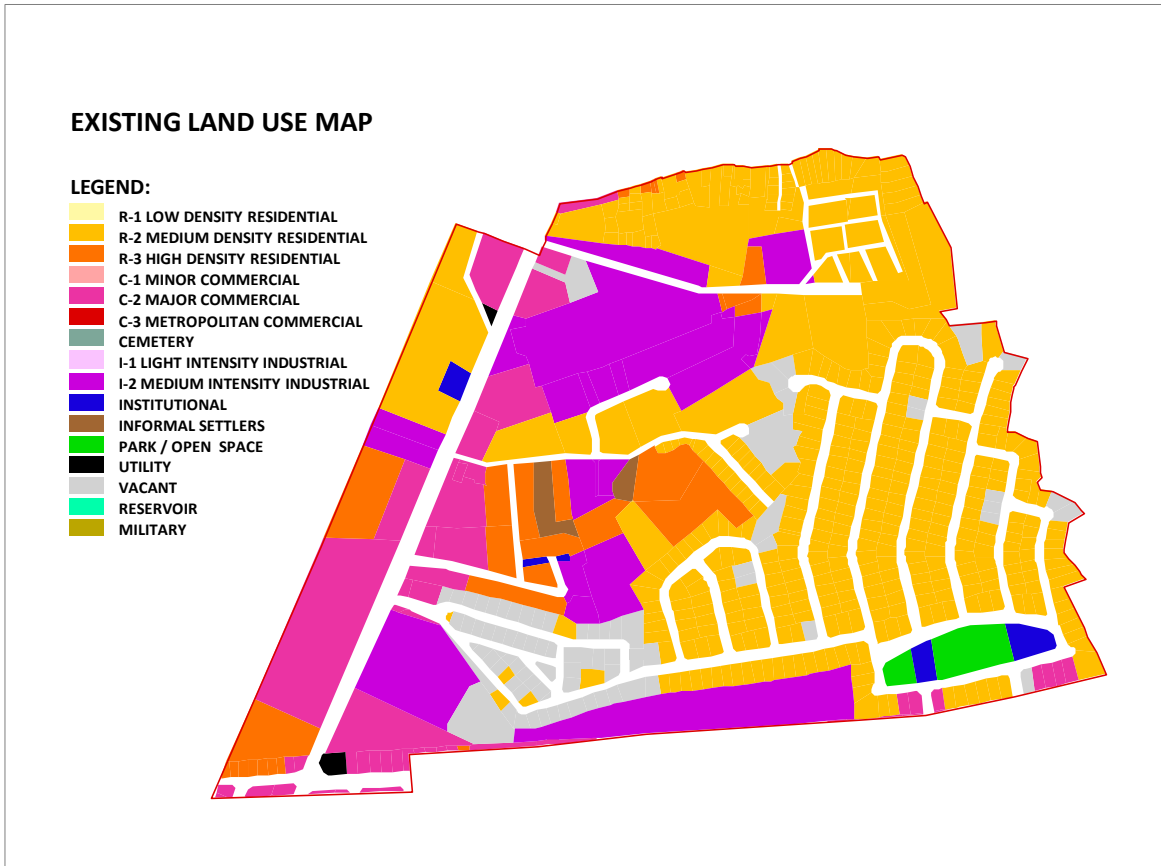 EXISTING LAND USE MAP
LEGEND:
R-1 LOW DENSITY RESIDENTIAL
R-2 MEDIUM DENSITY RESIDENTIAL
R-3 HIGH DENSITY RESIDENTIAL
C-1 MINOR COMMERCIAL
C-2 MAJOR COMMERCIAL
C-3 METROPOLITAN COMMERCIAL
CEMETERY
I-1 LIGHT INTENSITY INDUSTRIAL
I-2 MEDIUM INTENSITY INDUSTRIAL
INSTITUTIONAL
INFORMAL SETTLERS
PARK / OPEN SPACE
UTILITY
VACANT
RESERVOIR
MILITARY